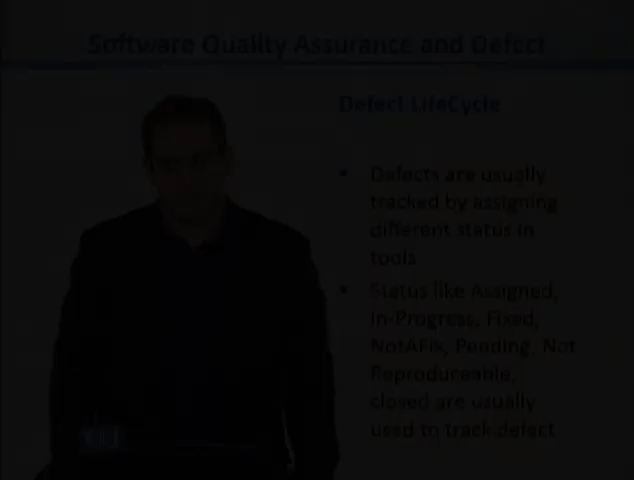 Software Quality Assurance and Defect
Defect LifeCycle
• Defects are usually
tracked by assigning
different status in
tools
• Status like Assigned,
In-Progress, Fixed,
NotAFix, Pending, Not
Reproduceable,
closed are usually
used to track defect